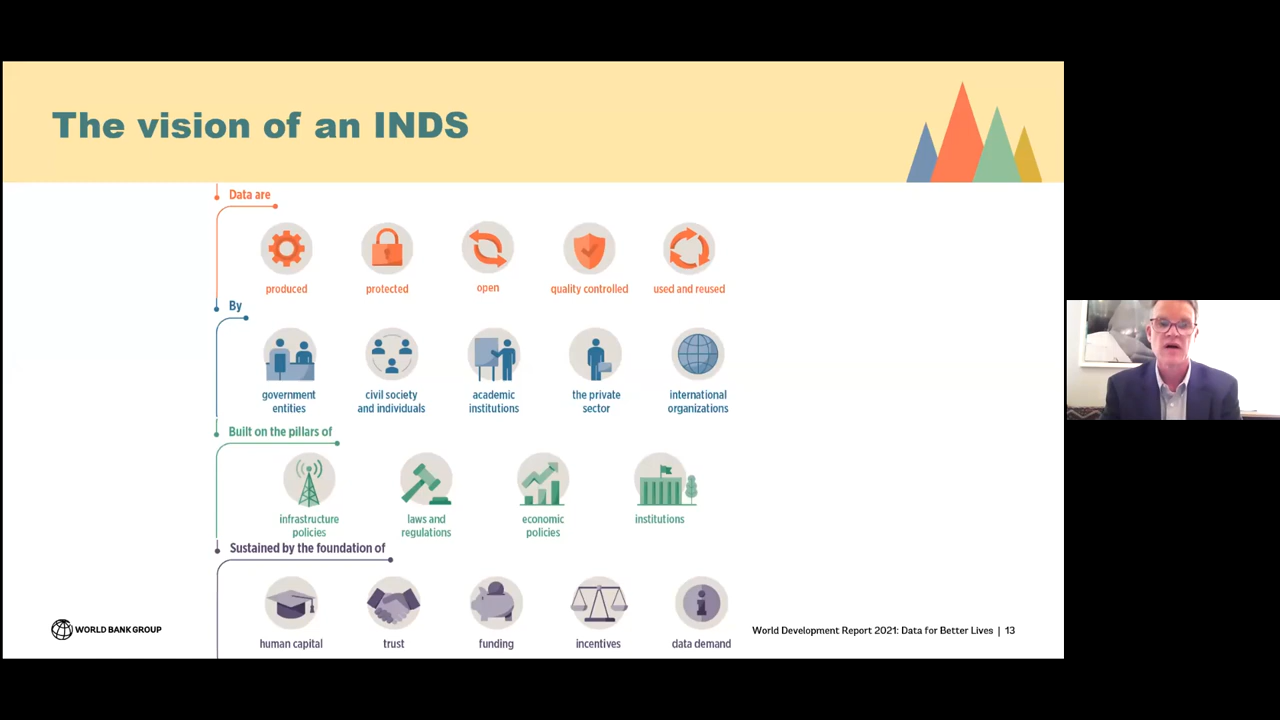 The vision of an INDS
Data are
produced
protected
open
quality controlled
used and reused
By
government
entities
civil society
and individuals
academic
institutions
the private
sector
international
organizations
Built on the pillars of
infrastructure
policies
laws and
regulations
economic
policies
institutions
Sustained by the foundation of
human capital
trust
funding
incentives
data demand
WORLD BANK GROUP
World Development Report 2021: Data for Better Lives | 13